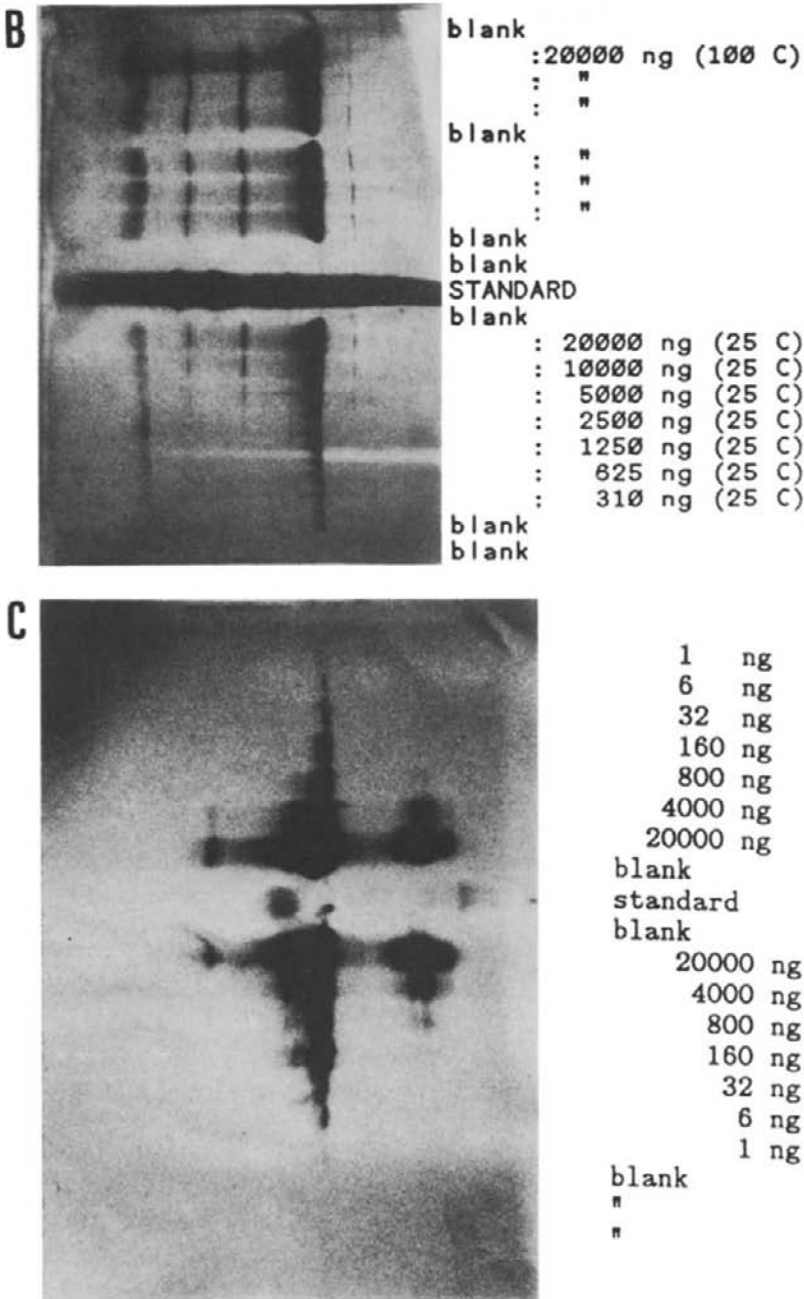 B
blank
:20000 ng (100 C)
: "
: "
blank
: "
: "
: "
blank
blank
STANDARD
blank
: 20000 ng (25 C)
: 10000 ng (25 C)
: 5000 ng (25 C)
: 2500 ng (25 C)
: 1250 ng (25 C)
: 625 ng (25 C)
: 310 ng (25 C)
blank
blank
C
1 ng
6 ng
32 ng
160 ng
800 ng
4000 ng
20000 ng
blank
standard
blank
20000 ng
4000 ng
800 ng
160 ng
32 ng
6 ng
1 ng
blank
"
"